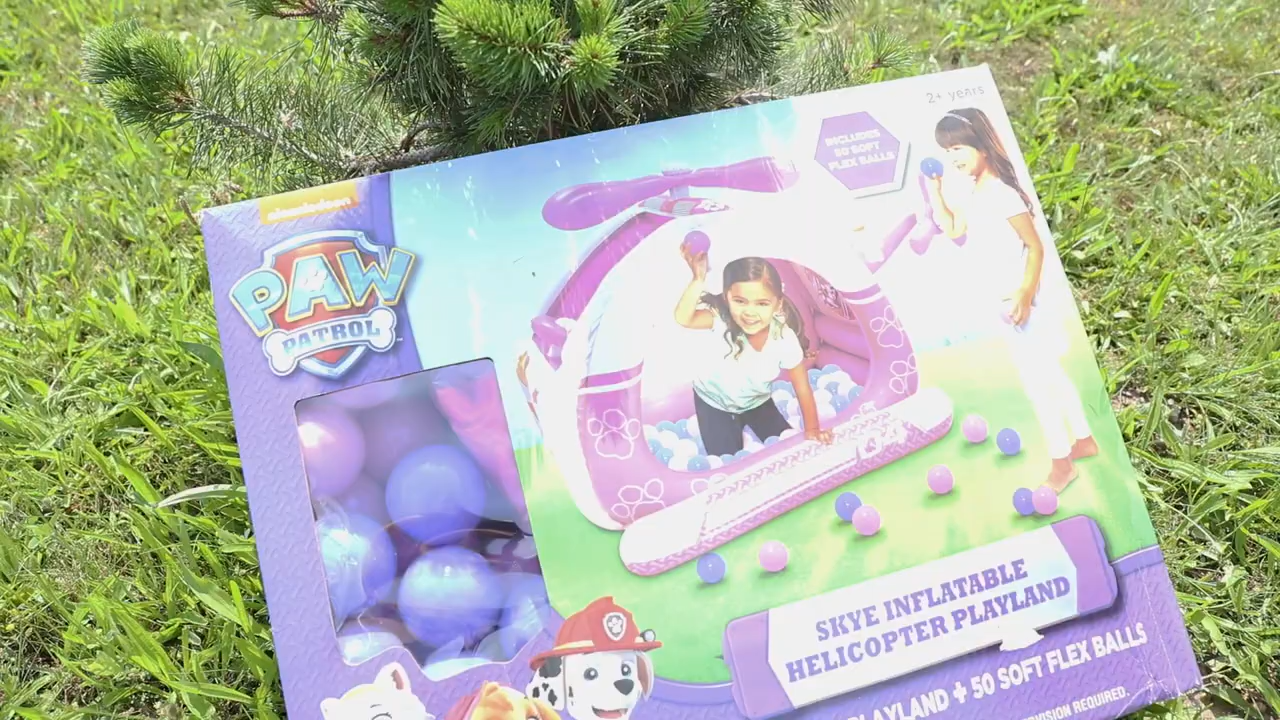 nickelodeon
PAW
PATROL
2+ years
INCLUDES
50 SOFT
FLEX BALLS
SKYE INFLATABLE
HELICOPTER PLAYLAND
PLAYLAND + 50 SOFT FLEX BALLS
REQUIRED.